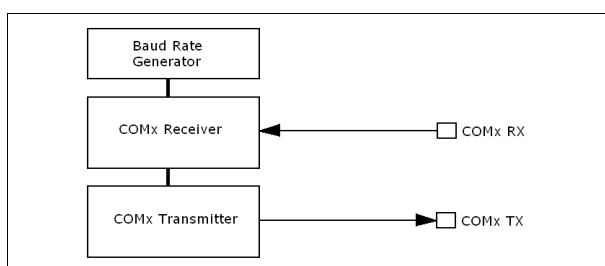 Baud Rate
Generator
COMx Receiver
COMx RX
COMx Transmitter
COMx TX